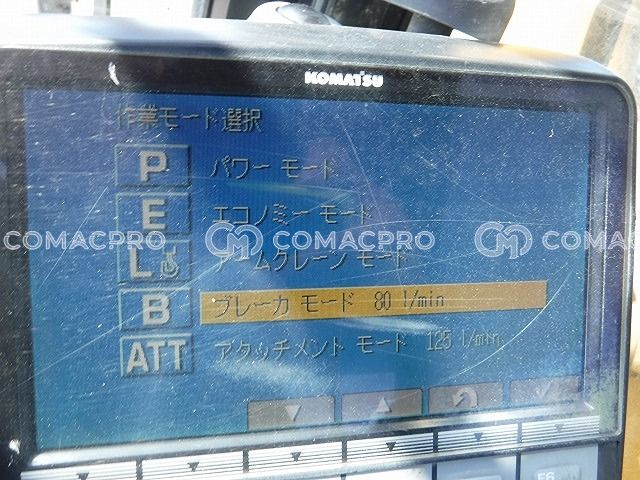 KOMATSU
作業モード選択
P パワー モード
E エコノミー モード
COMACPRO COMACPRO COMACPRO
L アームクレーン モード
B ブレーカ モード 80 l/min
ATT アタッチメント モード 125 l/min